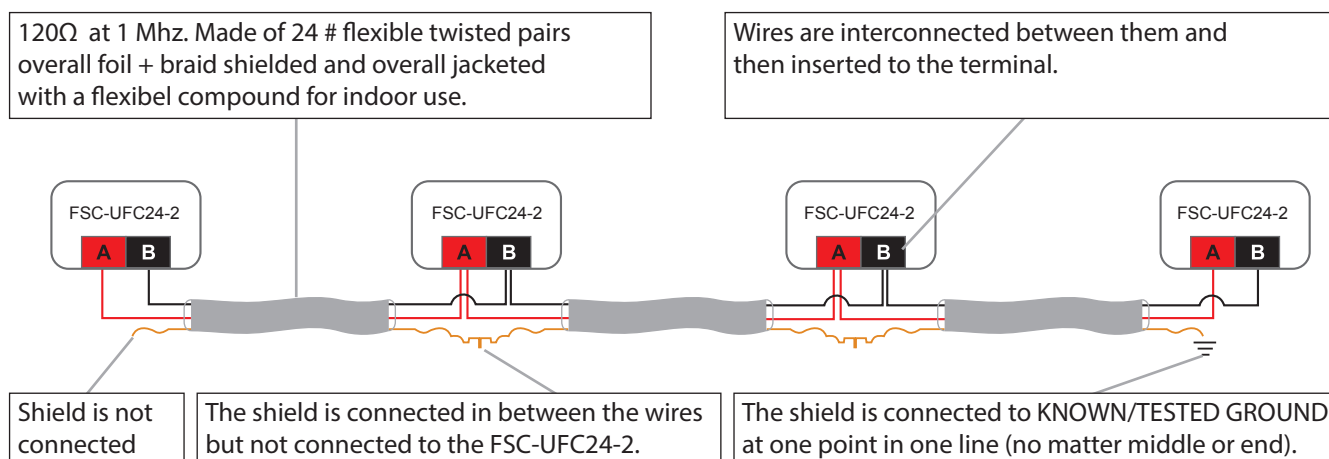 120Ω at 1 Mhz. Made of 24 # flexible twisted pairs
overall foil + braid shielded and overall jacketed
with a flexibel compound for indoor use.
Wires are interconnected between them and
then inserted to the terminal.
FSC-UFC24-2
A B
FSC-UFC24-2
A B
FSC-UFC24-2
A B
FSC-UFC24-2
A B
Shield is not
connected
The shield is connected in between the wires
but not connected to the FSC-UFC24-2.
The shield is connected to KNOWN/TESTED GROUND
at one point in one line (no matter middle or end).